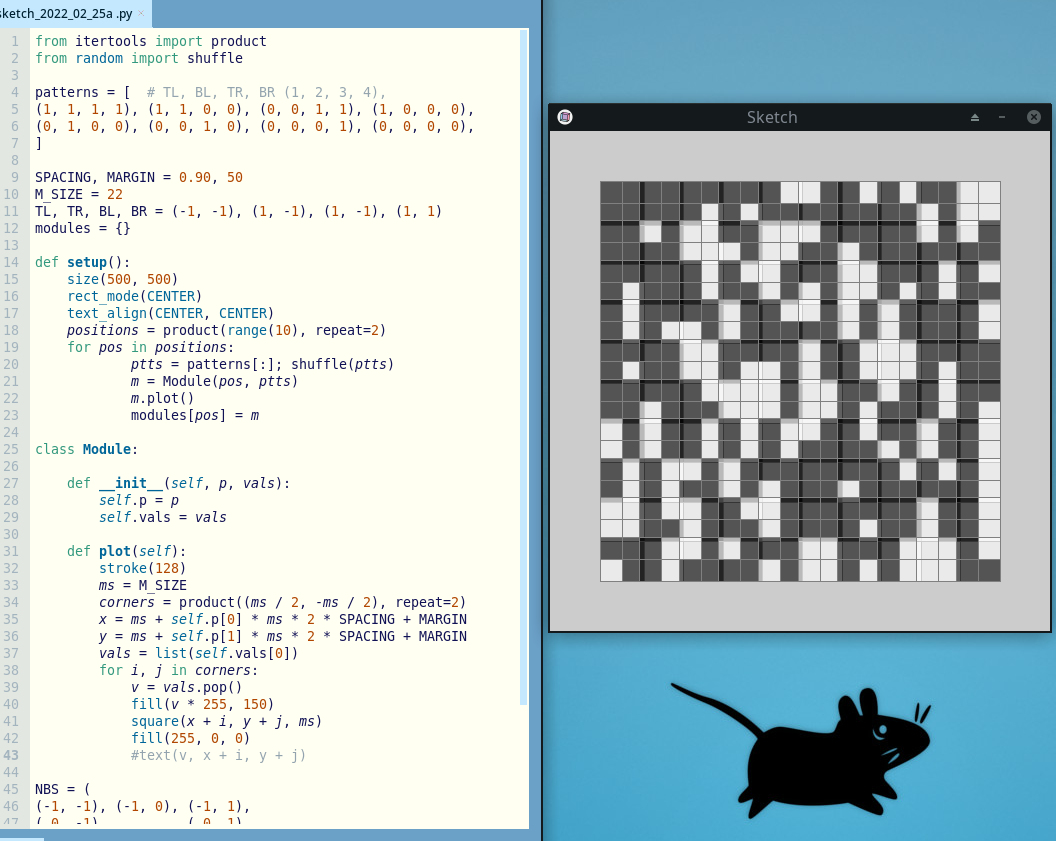 sketch_2022_02_25a .py ×
1 from itertools import product
2 from random import shuffle
3
4 patterns = [  # TL, BL, TR, BR (1, 2, 3, 4),
5 (1, 1, 1, 1), (1, 1, 0, 0), (0, 0, 1, 1), (1, 0, 0, 0),
6 (0, 1, 0, 0), (0, 0, 1, 0), (0, 0, 0, 1), (0, 0, 0, 0),
7 ]
8
9 SPACING, MARGIN = 0.90, 50
10 M_SIZE = 22
11 TL, TR, BL, BR = (-1, -1), (1, -1), (1, -1), (1, 1)
12 modules = {}
13
14 def setup():
15     size(500, 500)
16     rect_mode(CENTER)
17     text_align(CENTER, CENTER)
18     positions = product(range(10), repeat=2)
19     for pos in positions:
20             ptts = patterns[:]; shuffle(ptts)
21             m = Module(pos, ptts)
22             m.plot()
23             modules[pos] = m
24
25 class Module:
26
27     def __init__(self, p, vals):
28         self.p = p
29         self.vals = vals
30
31     def plot(self):
32         stroke(128)
33         ms = M_SIZE
34         corners = product((ms / 2, -ms / 2), repeat=2)
35         x = ms + self.p[0] * ms * 2 * SPACING + MARGIN
36         y = ms + self.p[1] * ms * 2 * SPACING + MARGIN
37         vals = list(self.vals[0])
38         for i, j in corners:
39             v = vals.pop()
40             fill(v * 255, 150)
41             square(x + i, y + j, ms)
42             fill(255, 0, 0)
43             #text(v, x + i, y + j)
44
45 NBS = (
46 (-1, -1), (-1, 0), (-1, 1),
47 ( 0, -1),           ( 0, 1),
Sketch